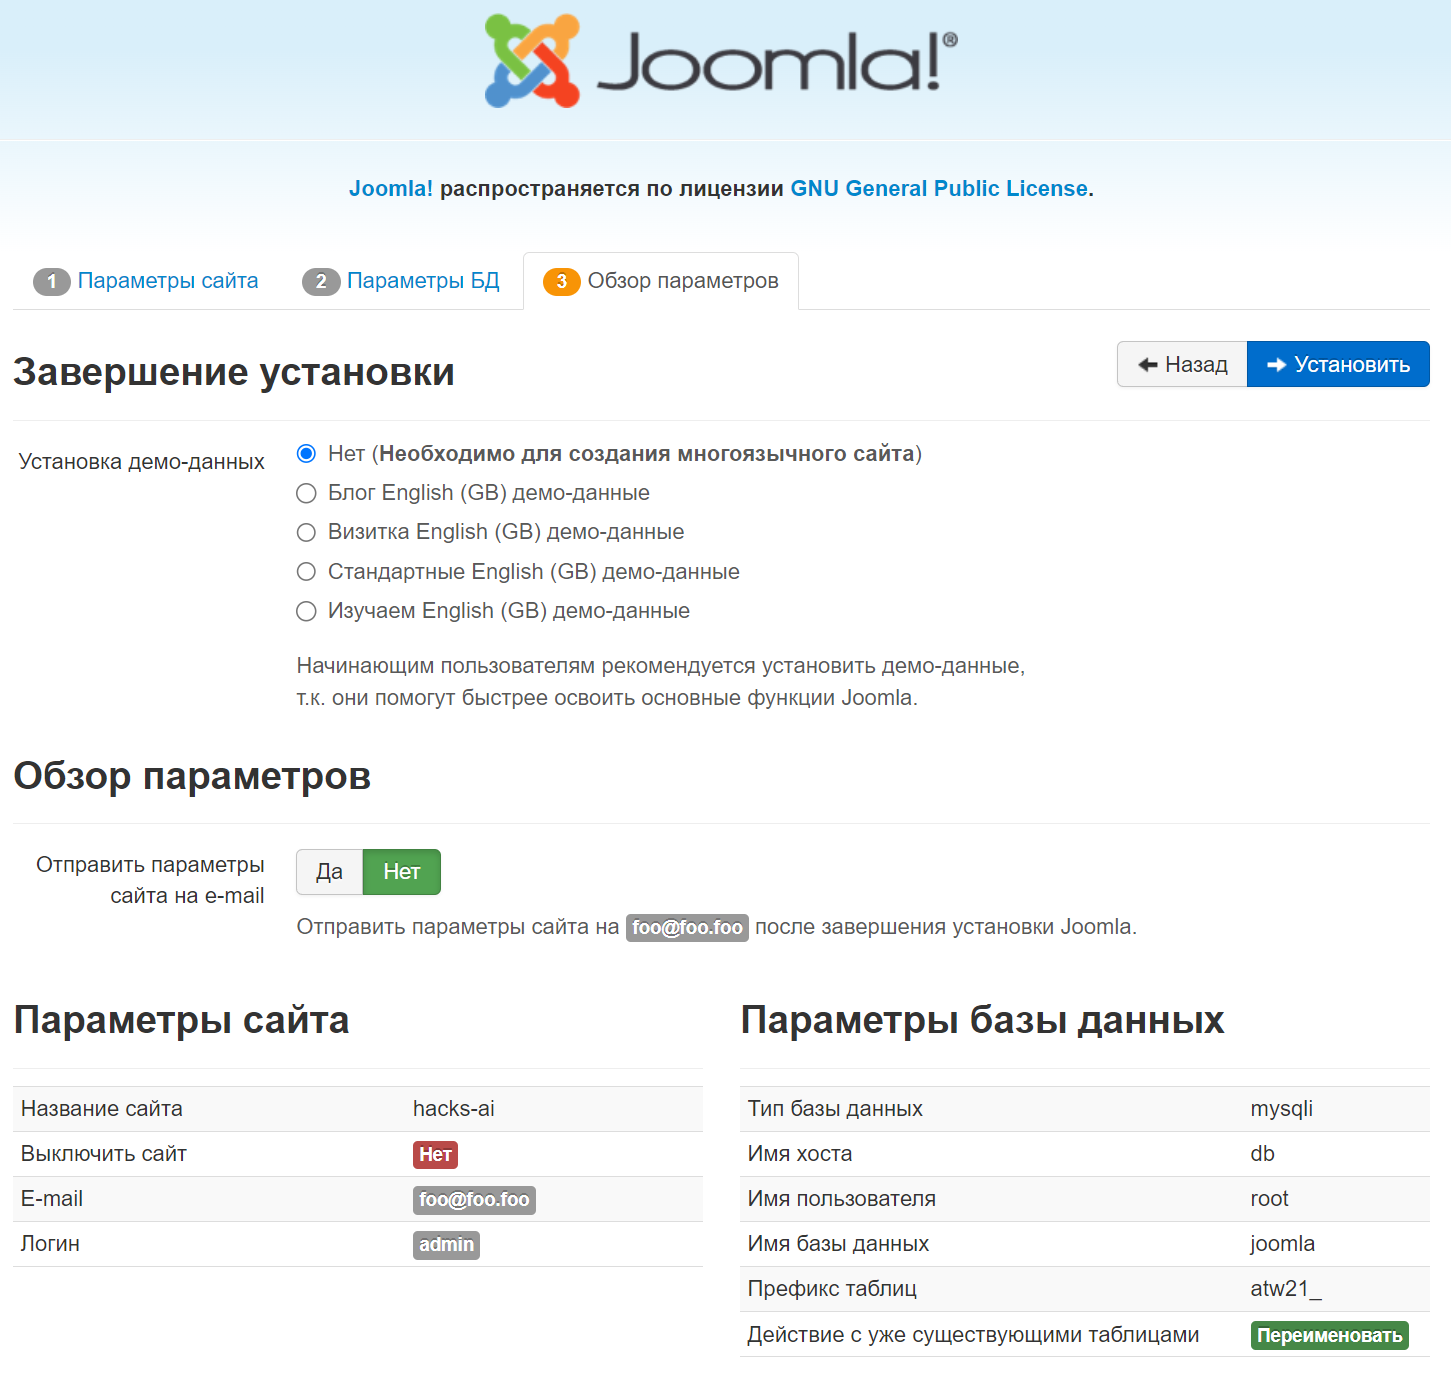 Joomla!®
Joomla! распространяется по лицензии GNU General Public License.
1 Параметры сайта
2 Параметры БД
3 Обзор параметров
Завершение установки
Назад
Установить
Установка демо-данных
Нет (Необходимо для создания многоязычного сайта)
Блог English (GB) демо-данные
Визитка English (GB) демо-данные
Стандартные English (GB) демо-данные
Изучаем English (GB) демо-данные
Начинающим пользователям рекомендуется установить демо-данные,
т.к. они помогут быстрее освоить основные функции Joomla.
Обзор параметров
Отправить параметры
сайта на e-mail
Да
Нет
Отправить параметры сайта на foo@foo.foo после завершения установки Joomla.
Параметры сайта
Название сайта hacks-ai
Выключить сайт Нет
E-mail foo@foo.foo
Логин admin
Параметры базы данных
Тип базы данных mysqli
Имя хоста db
Имя пользователя root
Имя базы данных joomla
Префикс таблиц atw21_
Действие с уже существующими таблицами Переименовать